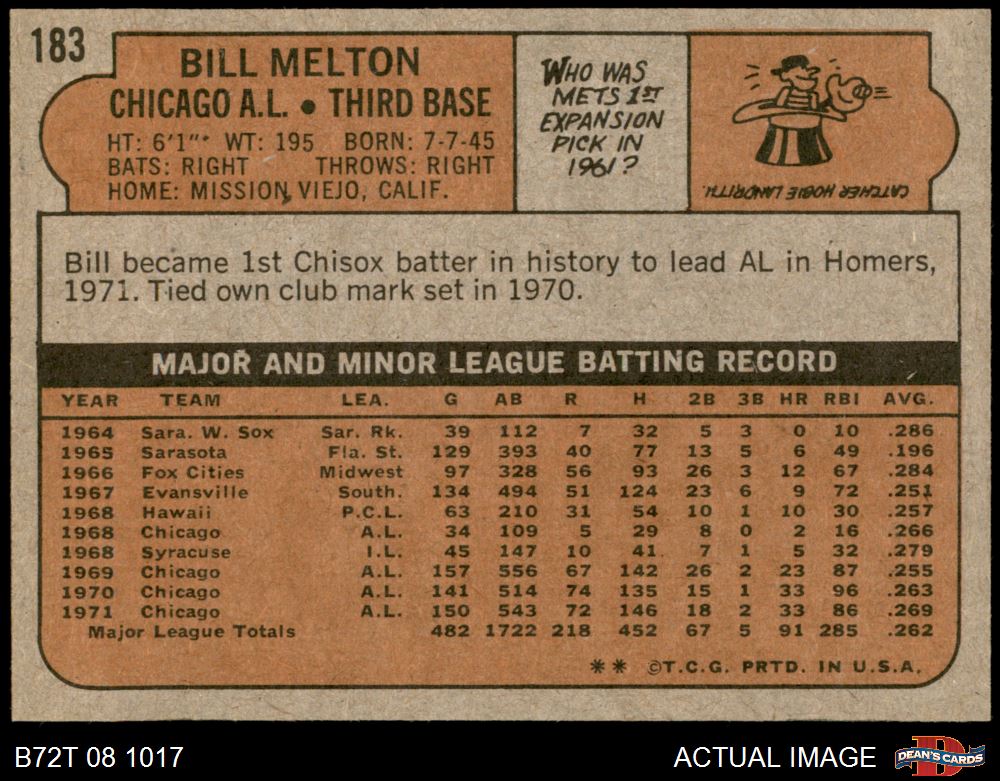 183
BILL MELTON
CHICAGO A.L. • THIRD BASE
HT: 6'1" WT: 195 BORN: 7-7-45
BATS: RIGHT THROWS: RIGHT
HOME: MISSION VIEJO, CALIF.
WHO WAS
METS 1ST
EXPANSION
PICK IN
1961?
CATCHER HOBIE LANDRITH.
Bill became 1st Chisox batter in history to lead AL in Homers,
1971. Tied own club mark set in 1970.
MAJOR AND MINOR LEAGUE BATTING RECORD
YEAR TEAM LEA. G AB R H 2B 3B HR RBI AVG.
1964 Sara. W. Sox Sar. Rk. 39 112 7 32 5 3 0 10 .286
1965 Sarasota Fla. St. 129 393 40 77 13 5 6 49 .196
1966 Fox Cities Midwest 97 328 56 93 26 3 12 67 .284
1967 Evansville South. 134 494 51 124 23 6 9 72 .251
1968 Hawaii P.C.L. 63 210 31 54 10 1 10 30 .257
1968 Chicago A.L. 34 109 5 29 8 0 2 16 .266
1968 Syracuse I.L. 45 147 10 41 7 1 5 32 .279
1969 Chicago A.L. 157 556 67 142 26 2 23 87 .255
1970 Chicago A.L. 141 514 74 135 15 1 33 96 .263
1971 Chicago A.L. 150 543 72 146 18 2 33 86 .269
Major League Totals 482 1722 218 452 67 5 91 285 .262
** ©T.C.G. PRTD. IN U.S.A.
B72T 08 1017
ACTUAL IMAGE
D
DEAN'S CARDS